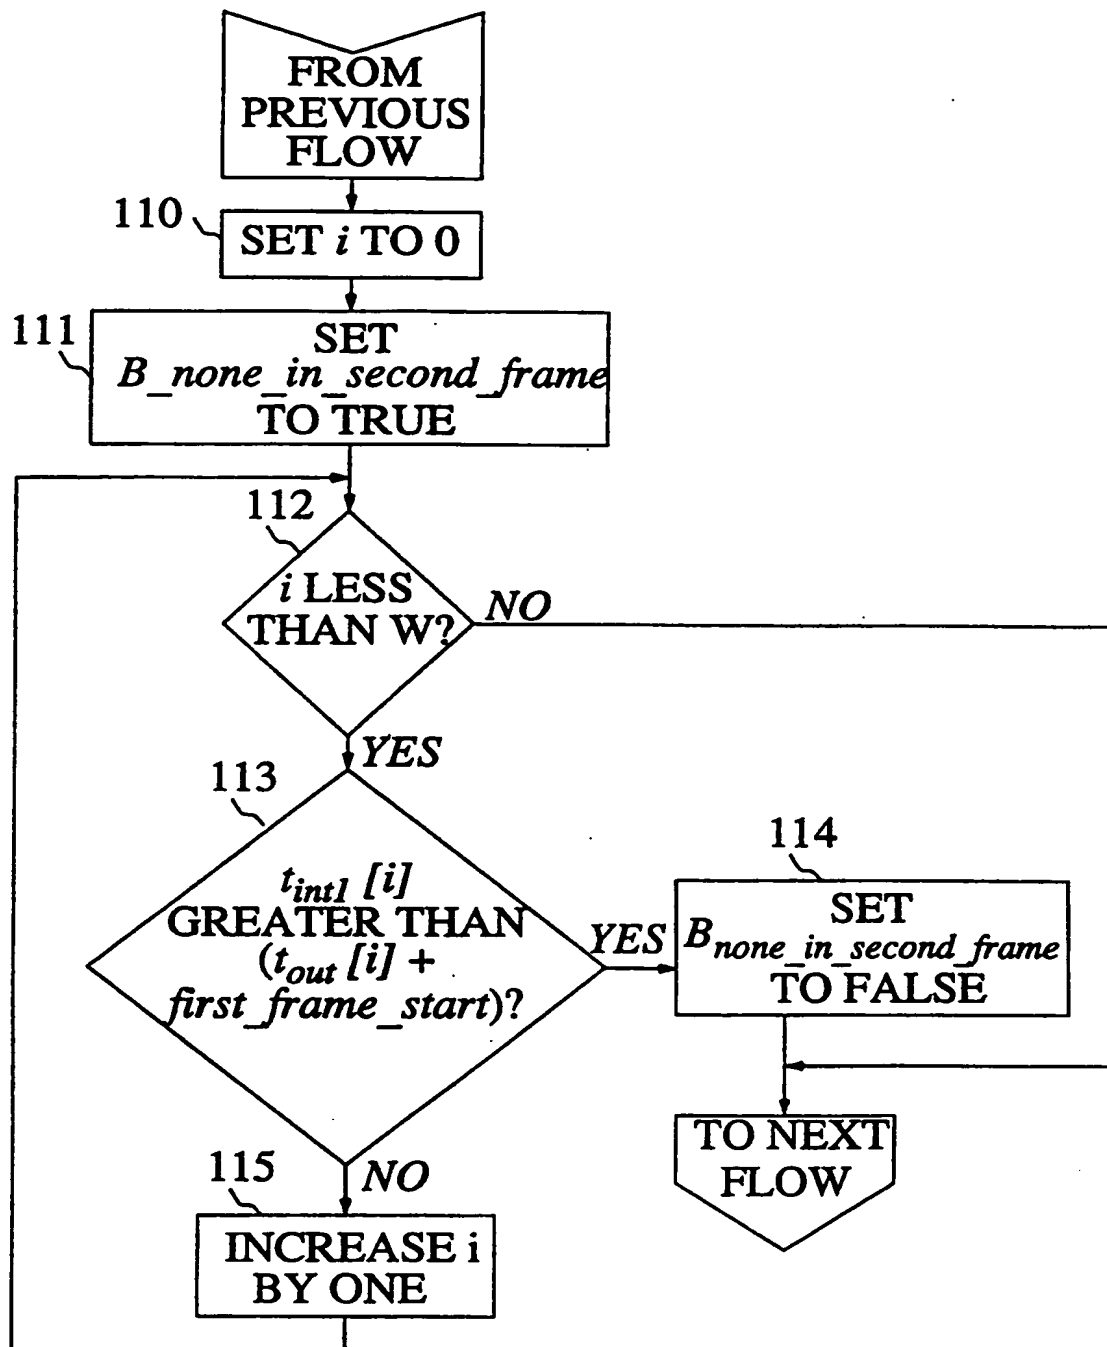 FROM
PREVIOUS
FLOW
110
SET i TO 0
111
SET
B_none_in_second_frame
TO TRUE
112
i LESS
THAN W?
NO
YES
113
t_int1 [i]
GREATER THAN
(t_out [i] +
first_frame_start)?
YES
114
SET
B_none_in_second_frame
TO FALSE
TO NEXT
FLOW
NO
115
INCREASE i
BY ONE